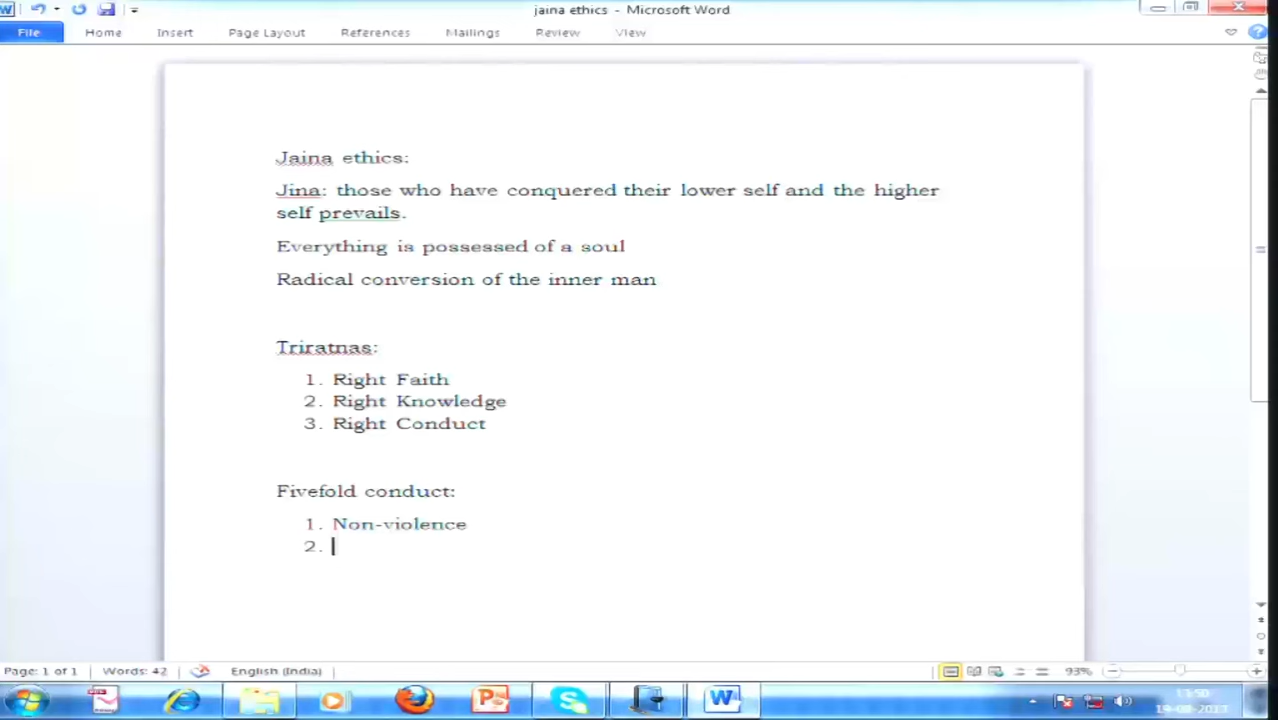 jaina ethics - Microsoft Word
File Home Insert Page Layout References Mailings Review View
Jaina ethics:
Jina: those who have conquered their lower self and the higher
self prevails.
Everything is possessed of a soul
Radical conversion of the inner man
Triratnas:
1. Right Faith
2. Right Knowledge
3. Right Conduct
Fivefold conduct:
1. Non-violence
2.
Page: 1 of 1 Words: 42 English (India) 93%